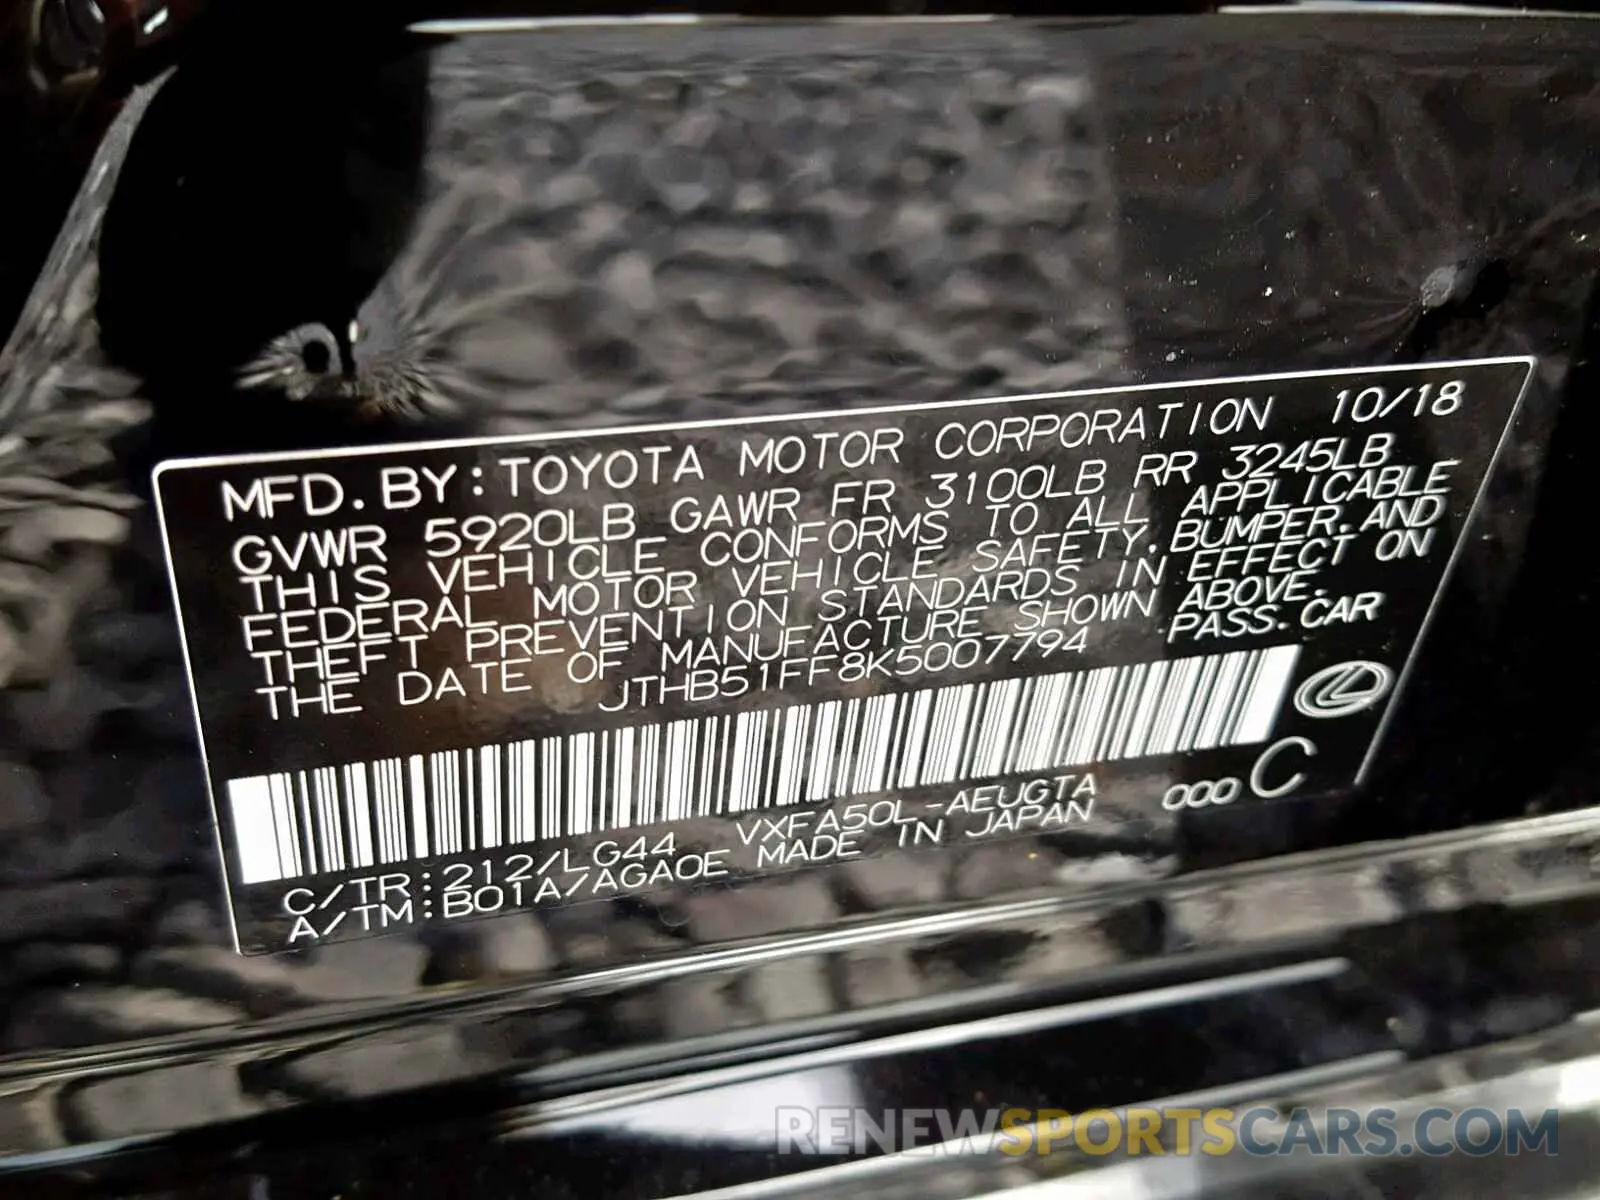 MFD. BY: TOYOTA MOTOR CORPORATION 10/18
GVWR 5920LB GAWR FR 3100LB RR 3245LB
THIS VEHICLE CONFORMS TO ALL APPLICABLE
FEDERAL MOTOR VEHICLE SAFETY, BUMPER, AND
THEFT PREVENTION STANDARDS IN EFFECT ON
THE DATE OF MANUFACTURE SHOWN ABOVE.
JTHB51FF8K5007794 PASS. CAR
000 C
C/TR:212/LG44 VXFA50L-AEUGTA
A/TM:B01A/AGA0E MADE IN JAPAN
RENEWSPORTSCARS.COM